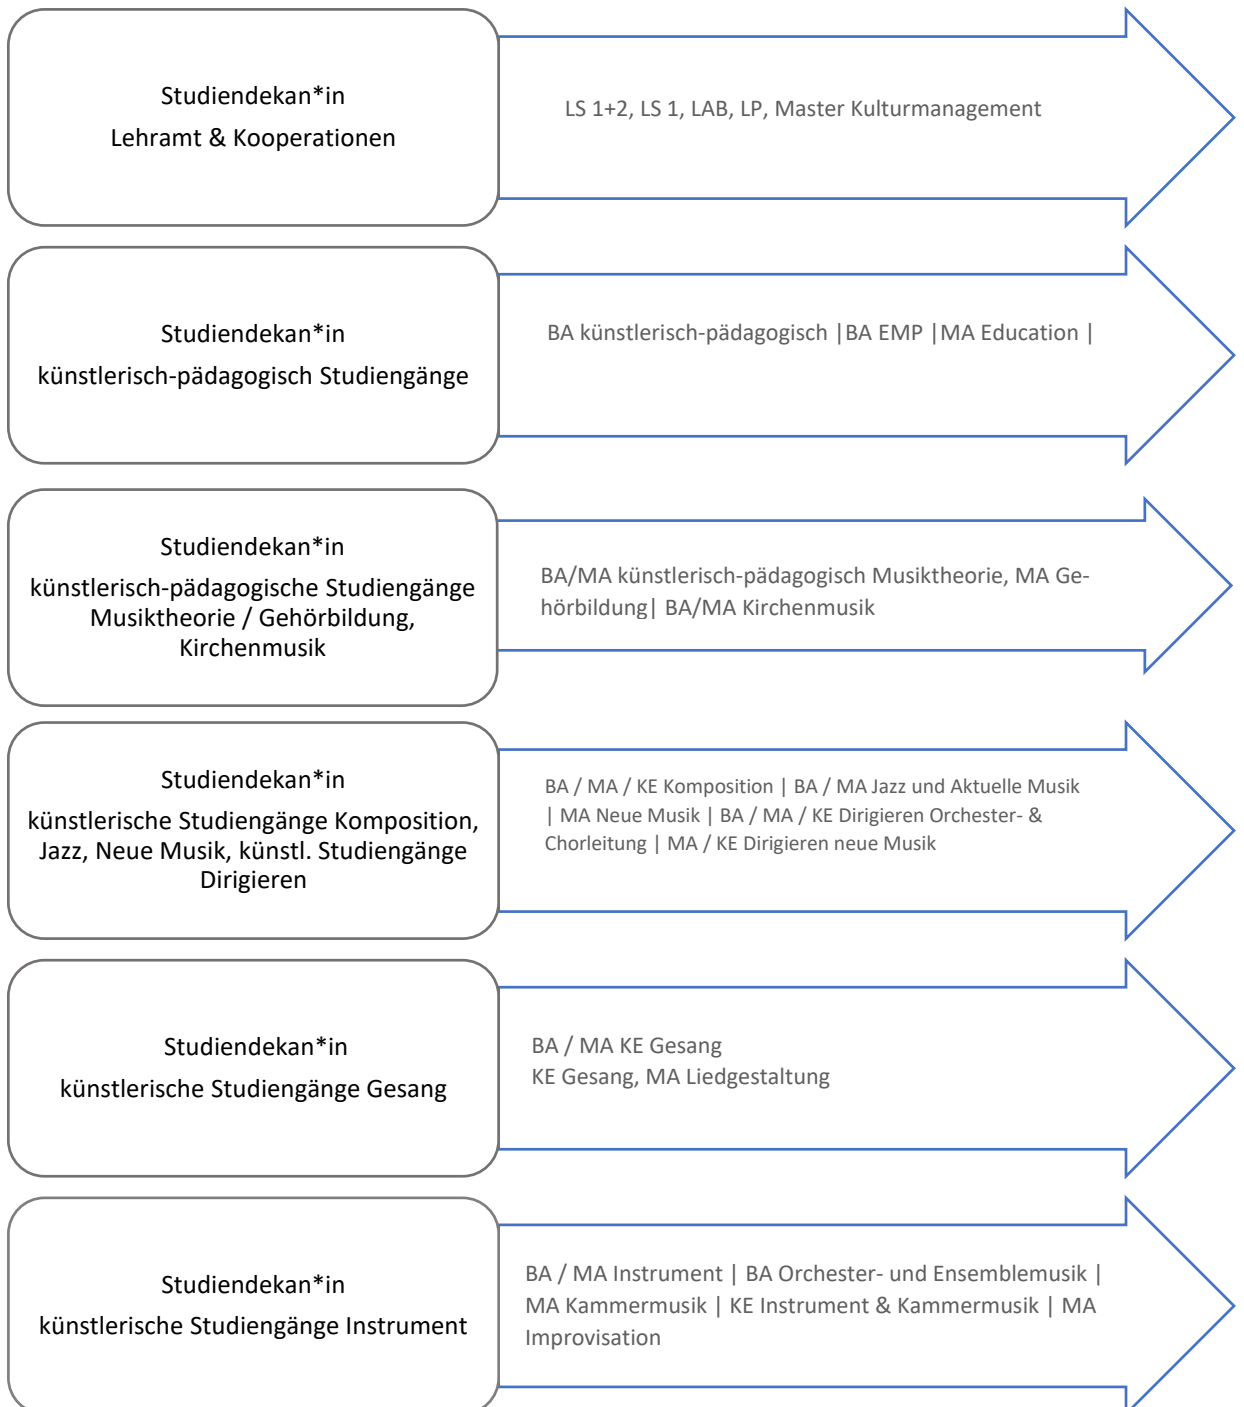 Studiendekan*in
Lehramt & Kooperationen
LS 1+2, LS 1, LAB, LP, Master Kulturmanagement
Studiendekan*in
künstlerisch-pädagogisch Studiengänge
BA künstlerisch-pädagogisch |BA EMP |MA Education |
Studiendekan*in
künstlerisch-pädagogische Studiengänge
Musiktheorie / Gehörbildung,
Kirchenmusik
BA/MA künstlerisch-pädagogisch Musiktheorie, MA Ge-
hörbildung| BA/MA Kirchenmusik
Studiendekan*in
künstlerische Studiengänge Komposition,
Jazz, Neue Musik, künstl. Studiengänge
Dirigieren
BA / MA / KE Komposition | BA / MA Jazz und Aktuelle Musik
| MA Neue Musik | BA / MA / KE Dirigieren Orchester- &
Chorleitung | MA / KE Dirigieren neue Musik
Studiendekan*in
künstlerische Studiengänge Gesang
BA / MA KE Gesang
KE Gesang, MA Liedgestaltung
Studiendekan*in
künstlerische Studiengänge Instrument
BA / MA Instrument | BA Orchester- und Ensemblemusik |
MA Kammermusik | KE Instrument & Kammermusik | MA
Improvisation